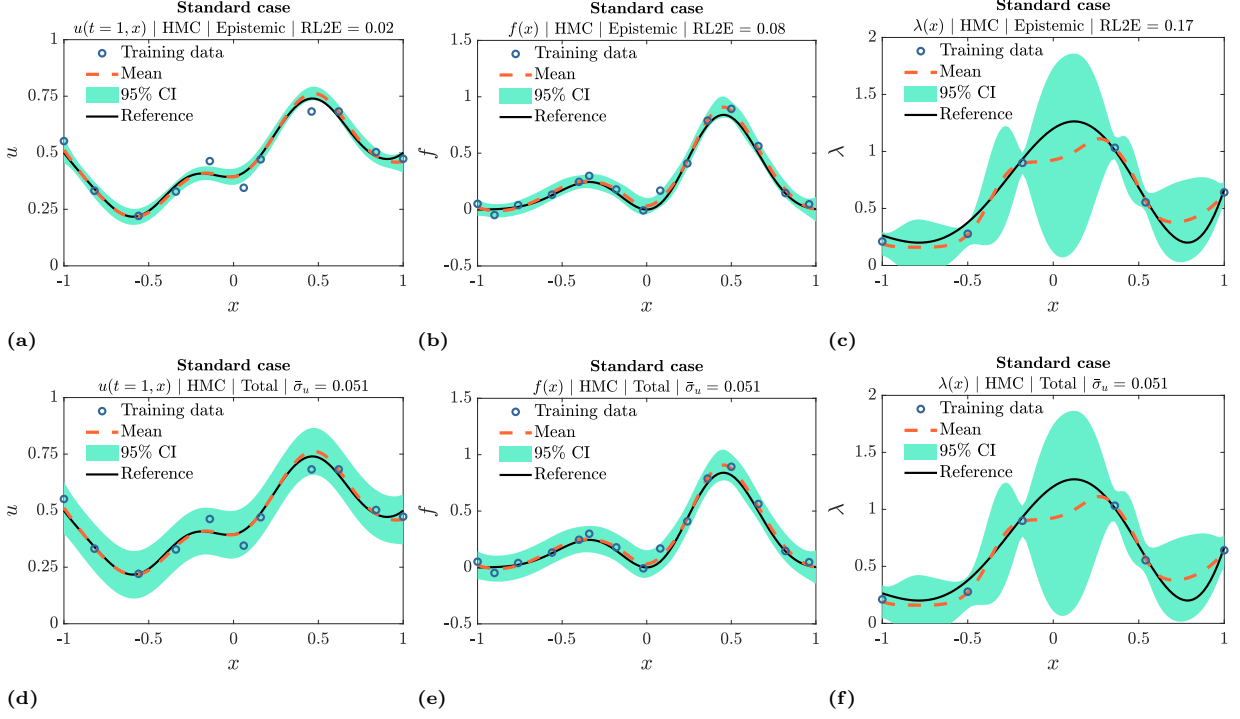 Standard case
u(t = 1, x) | HMC | Epistemic | RL2E = 0.02
1
0.75
0.5
0.25
0
u
Training data
Mean
95% CI
Reference
-1
-0.5
0
0.5
1
x
(a)
Standard case
f(x) | HMC | Epistemic | RL2E = 0.08
1.5
1
0.5
0
-0.5
f
Training data
Mean
95% CI
Reference
-1
-0.5
0
0.5
1
x
(b)
Standard case
λ(x) | HMC | Epistemic | RL2E = 0.17
2
1.5
1
0.5
0
λ
Training data
Mean
95% CI
Reference
-1
-0.5
0
0.5
1
x
(c)
Standard case
u(t = 1, x) | HMC | Total | σ̄ᵤ = 0.051
1
0.75
0.5
0.25
0
u
Training data
Mean
95% CI
Reference
-1
-0.5
0
0.5
1
x
(d)
Standard case
f(x) | HMC | Total | σ̄ᵤ = 0.051
1.5
1
0.5
0
-0.5
f
Training data
Mean
95% CI
Reference
-1
-0.5
0
0.5
1
x
(e)
Standard case
λ(x) | HMC | Total | σ̄ᵤ = 0.051
2
1.5
1
0.5
0
λ
Training data
Mean
95% CI
Reference
-1
-0.5
0
0.5
1
x
(f)